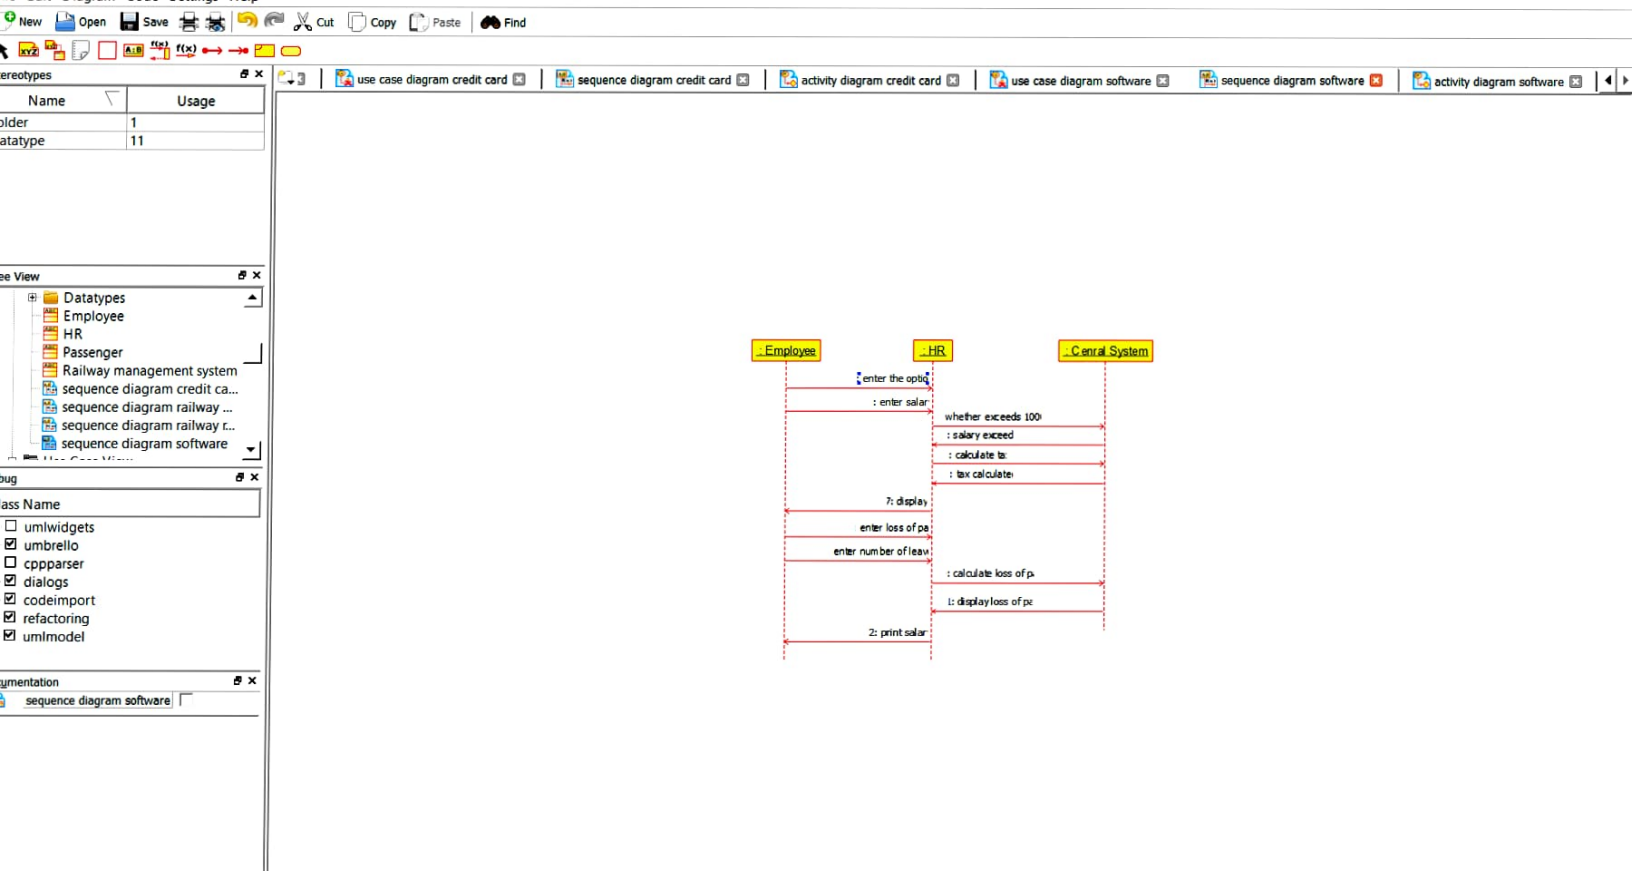 Settings
New Open Save Cut Copy Paste Find
XYZ A:B f(x) f(x)
ereotypes
Name Usage
older 1
atatype 11
3 use case diagram credit card sequence diagram credit card activity diagram credit card use case diagram software sequence diagram software activity diagram software
ee View
Datatypes
Employee
HR
Passenger
Railway management system
sequence diagram credit ca...
sequence diagram railway ...
sequence diagram railway r...
sequence diagram software
bug
ass Name
umlwidgets
umbrello
cppparser
dialogs
codeimport
refactoring
umlmodel
umentation
sequence diagram software
: Employee : HR : Cenral System
: enter the optio
: enter salar
whether exceeds 100
: salary exceed
: calculate ta
: tax calculate
7: display
enter loss of pa
enter number of leav
: calculate loss of p
1: display loss of pa
2: print salar